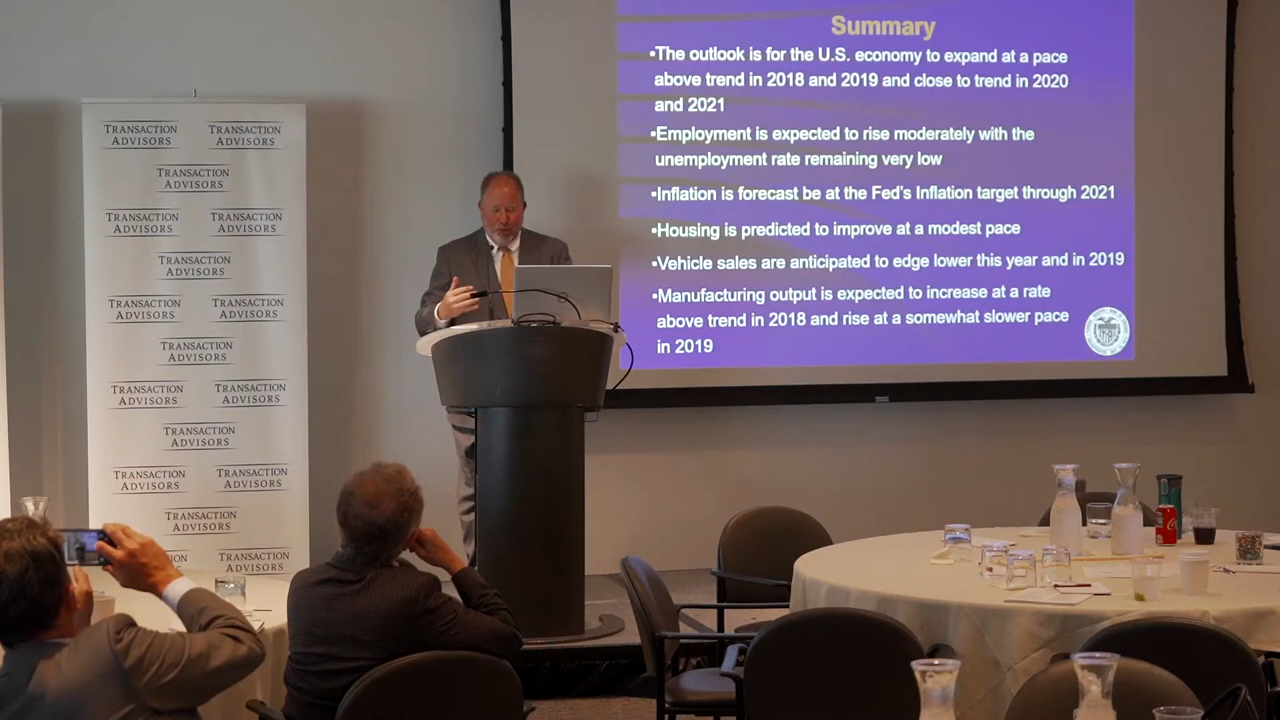 Summary
•The outlook is for the U.S. economy to expand at a pace
above trend in 2018 and 2019 and close to trend in 2020
and 2021
•Employment is expected to rise moderately with the
unemployment rate remaining very low
•Inflation is forecast be at the Fed's Inflation target through 2021
•Housing is predicted to improve at a modest pace
•Vehicle sales are anticipated to edge lower this year and in 2019
•Manufacturing output is expected to increase at a rate
above trend in 2018 and rise at a somewhat slower pace
in 2019
TRANSACTION
ADVISORS
TRANSACTION
ADVISORS
TRANSACTION
ADVISORS
TRANSACTION
ADVISORS
TRANSACTION
ADVISORS
TRANSACTION
ADVISORS
TRANSACTION
ADVISORS
TRANSACTION
ADVISORS
TRANSACTION
ADVISORS
TRANSACTION
ADVISORS
TRANSACTION
ADVISORS
TRANSACTION
ADVISORS
TRANSACTION
ADVISORS
TRANSACTION
ADVISORS
TRANSACTION
ADVISORS
TRANSACTION
ADVISORS
TRANSACTION
ADVISORS